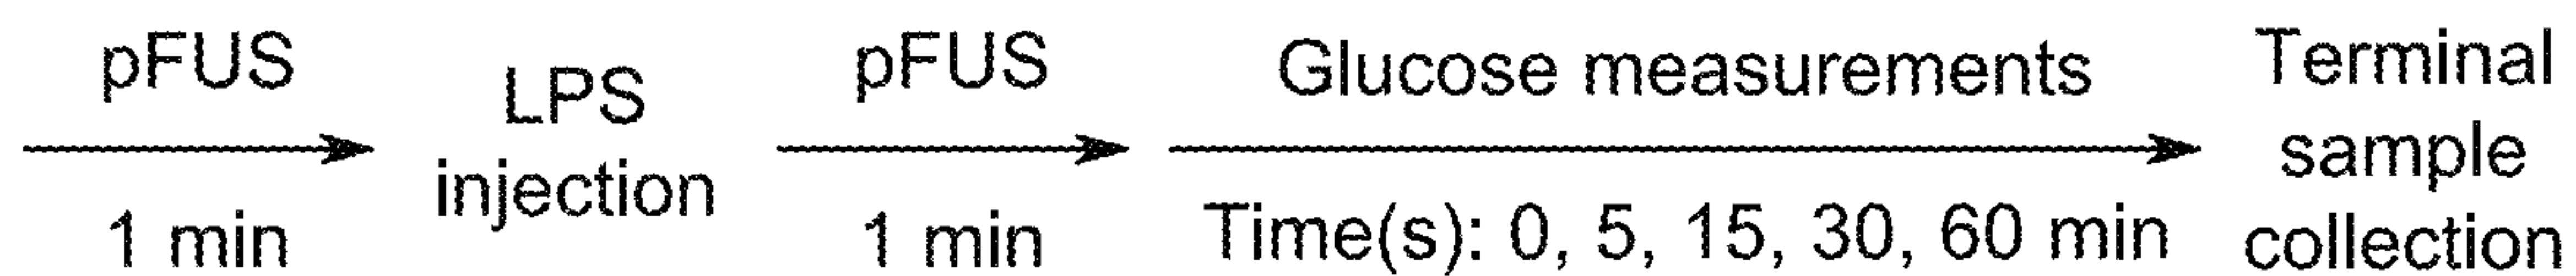 pFUS
1 min
LPS
injection
pFUS
1 min
Glucose measurements
Time(s): 0, 5, 15, 30, 60 min
Terminal
sample
collection